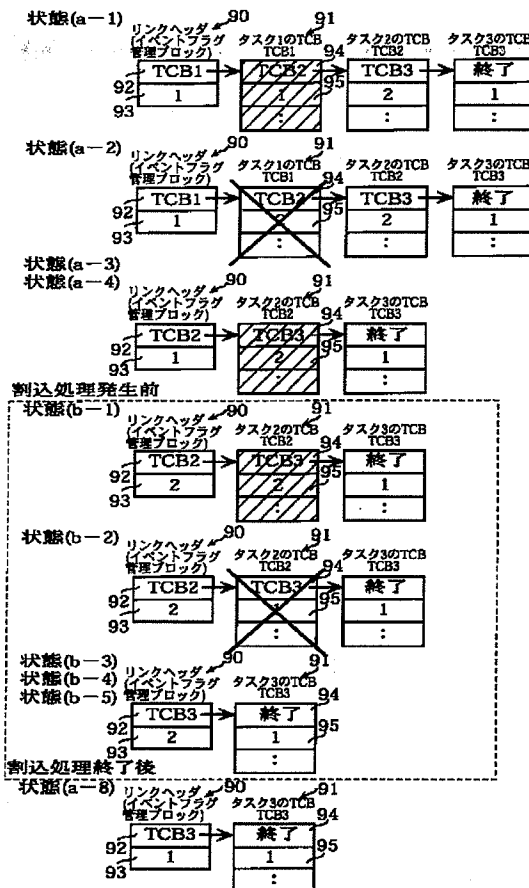 状態(a-1)
リンクヘッダ 90
(イベントフラグ
管理ブロック)
91
タスク1のTCB
TCB1
94
タスク2のTCB
TCB2
タスク3のTCB
TCB3
92 TCB1 TCB2 95 TCB3 終了
93 1 1 2 1
: : :
状態(a-2)
リンクヘッダ 90
(イベントフラグ
管理ブロック)
91
タスク1のTCB
TCB1
94
タスク2のTCB
TCB2
タスク3のTCB
TCB3
92 TCB1 TCB2 95 TCB3 終了
93 1 2 1
: : :
状態(a-3)
状態(a-4)
リンクヘッダ 90
(イベントフラグ
管理ブロック)
91
タスク2のTCB
TCB2
94
タスク3のTCB
TCB3
92 TCB2 TCB3 95 終了
93 1 2 1
: :
割込処理発生前
状態(b-1)
リンクヘッダ 90
(イベントフラグ
管理ブロック)
91
タスク2のTCB
TCB2
94
タスク3のTCB
TCB3
92 TCB2 TCB3 95 終了
93 2 2 1
: :
状態(b-2)
リンクヘッダ 90
(イベントフラグ
管理ブロック)
91
タスク2のTCB
TCB2
94
タスク3のTCB
TCB3
92 TCB2 TCB3 95 終了
93 2 1
: :
状態(b-3)
状態(b-4)
状態(b-5)
リンクヘッダ 90
(イベントフラグ
管理ブロック)
91
タスク3のTCB
TCB3
94
92 TCB3 終了 95
93 2 1
:
割込処理終了後
状態(a-8)
リンクヘッダ 90
(イベントフラグ
管理ブロック)
91
タスク3のTCB
TCB3
94
92 TCB3 終了 95
93 1 1
: